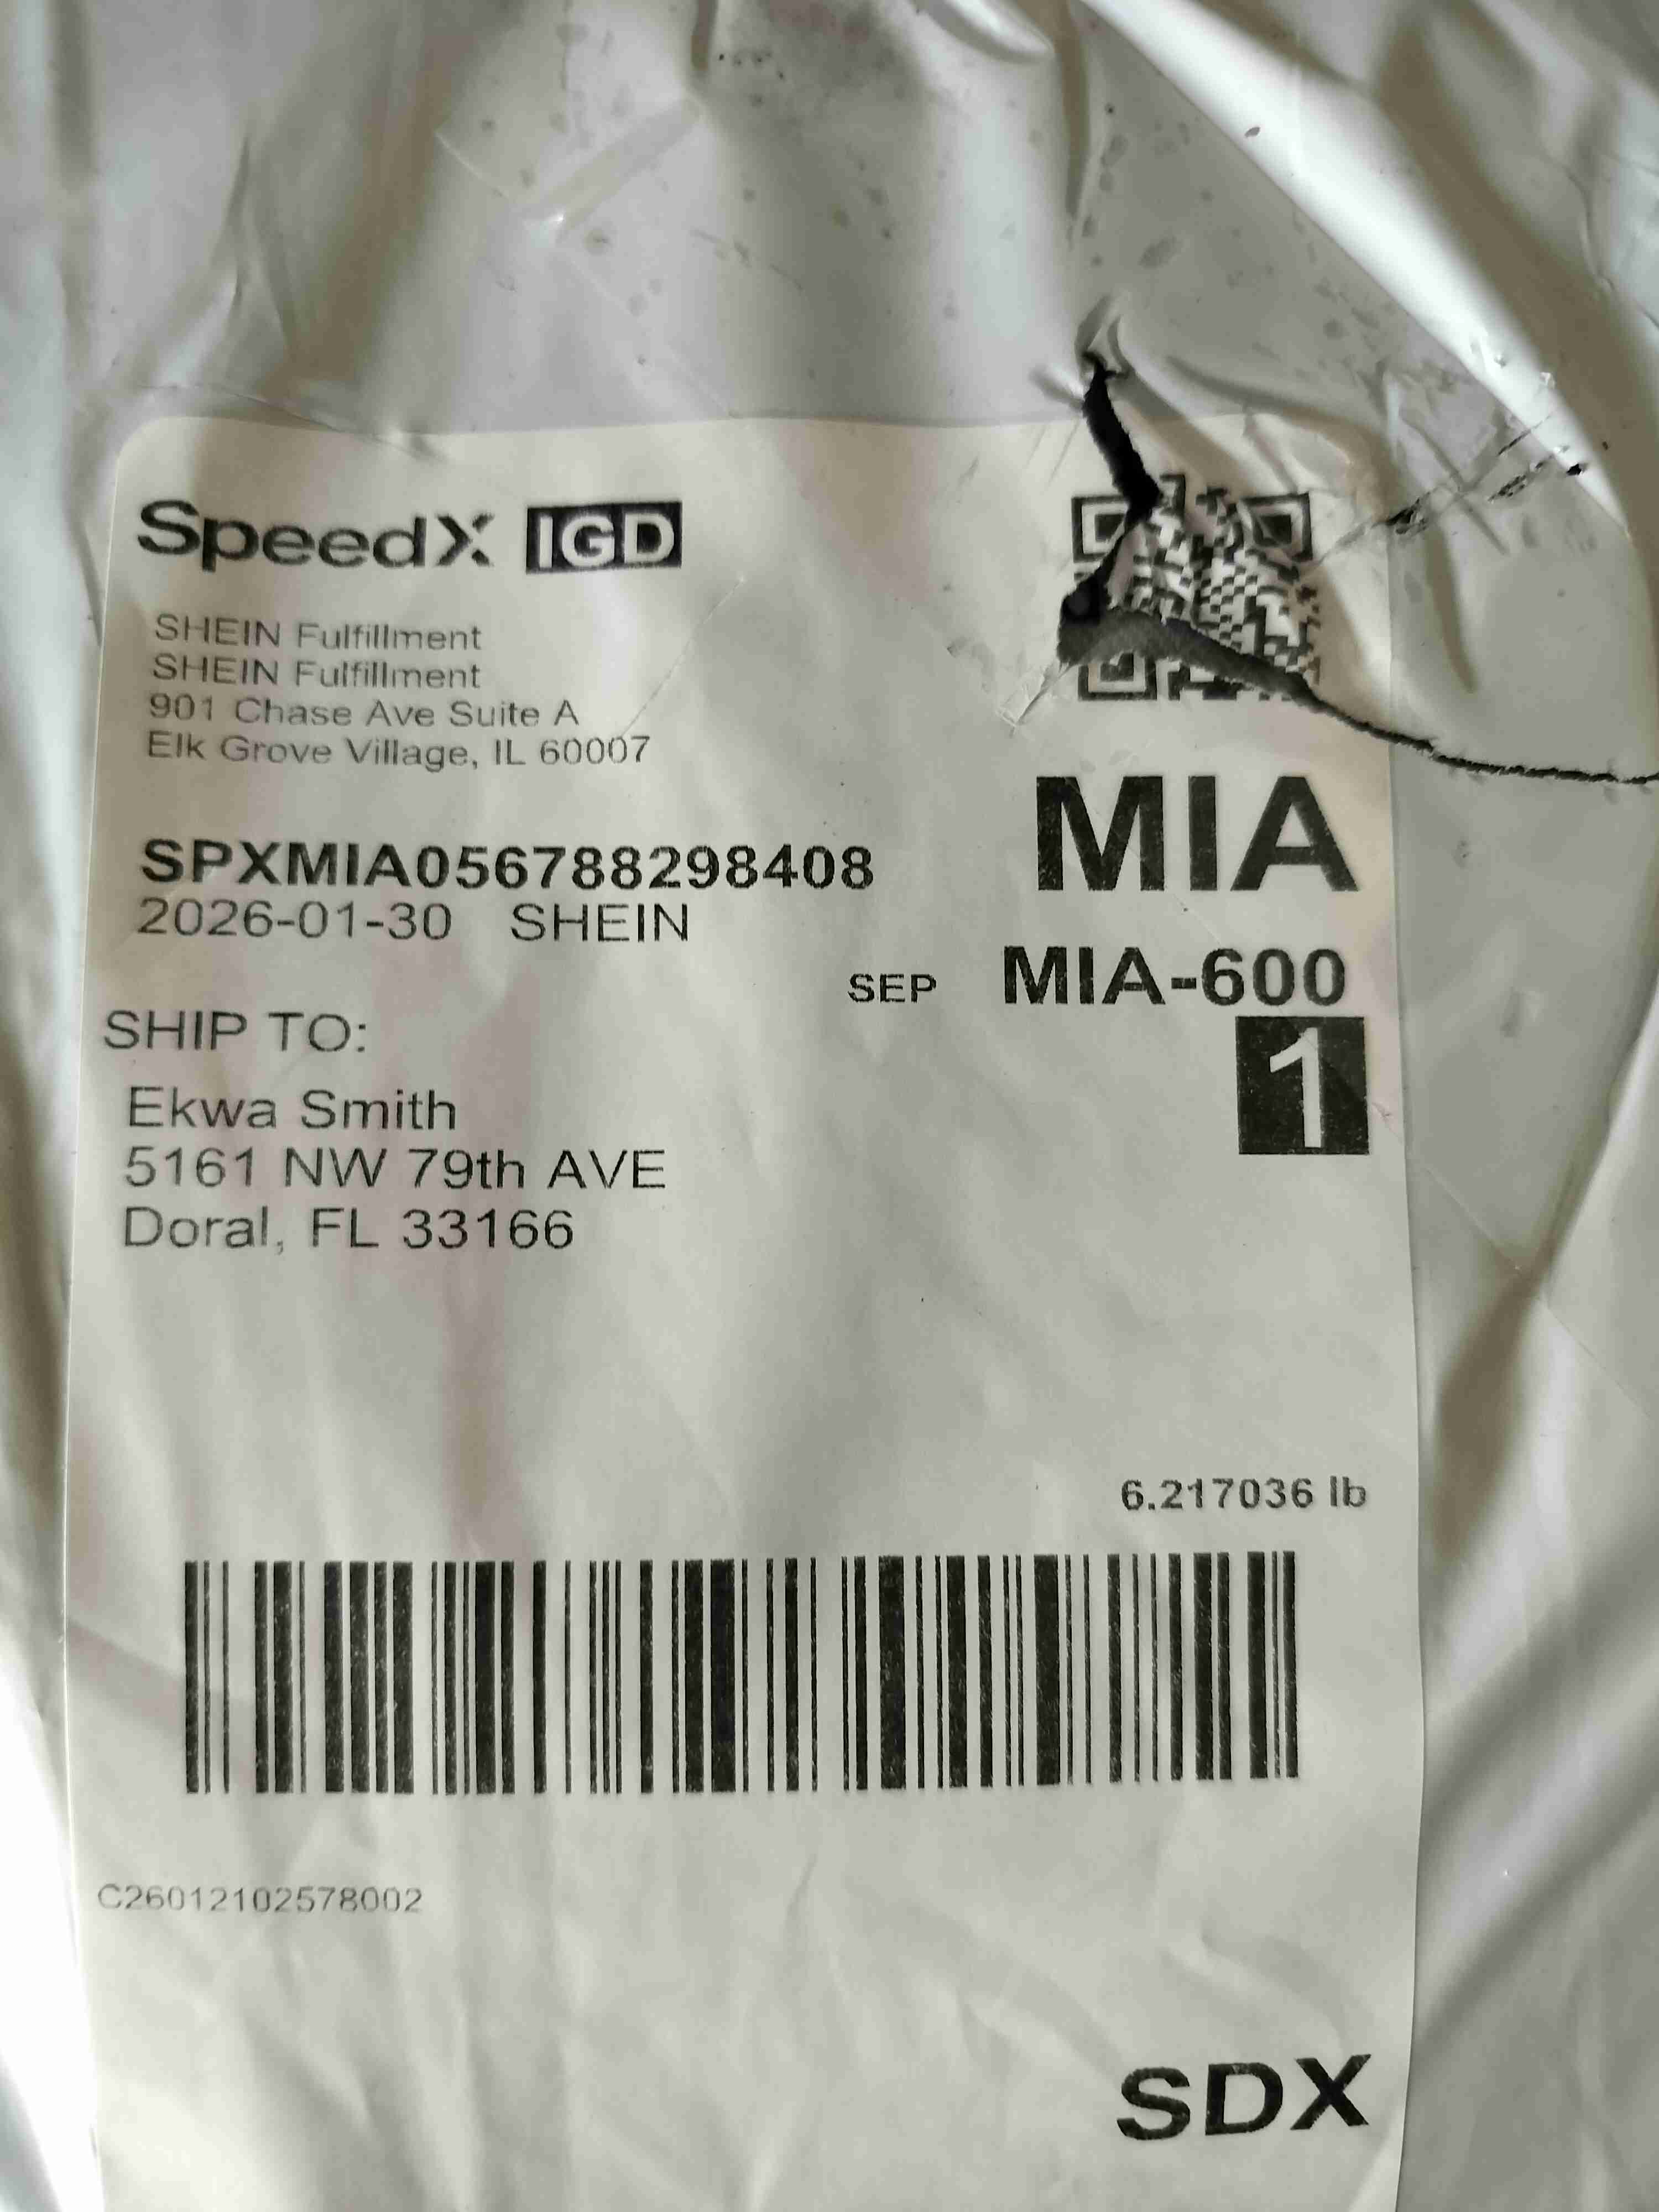 SpeedX IGD
SHEIN Fulfillment
SHEIN Fulfillment
901 Chase Ave Suite A
Elk Grove Village, IL 60007
MIA
SPXMIA056788298408
2026-01-30 SHEIN
SEP MIA-600
1
SHIP TO:
Ekwa Smith
5161 NW 79th AVE
Doral, FL 33166
6.217036 lb
C26012102578002
SDX